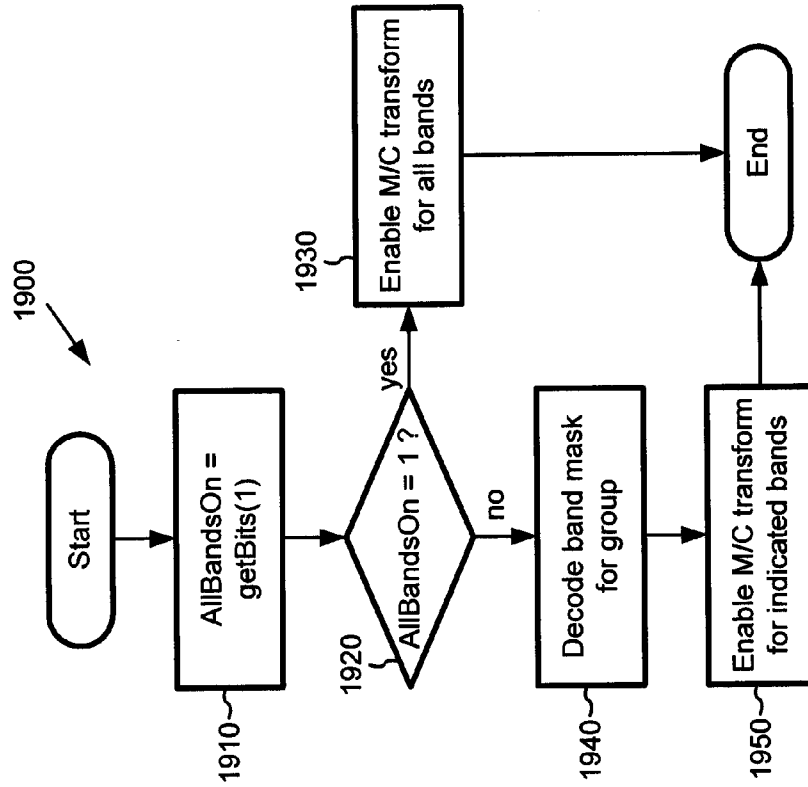 1900
Start
1910
AllBandsOn =
getBits(1)
1920
AllBandsOn = 1 ?
yes
1930
Enable M/C transform
for all bands
no
1940
Decode band mask
for group
1950
Enable M/C transform
for indicated bands
End